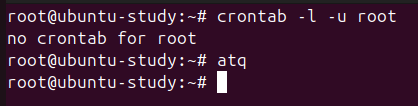 root@ubuntu-study:~# crontab -l -u root
no crontab for root
root@ubuntu-study:~# atq
root@ubuntu-study:~#